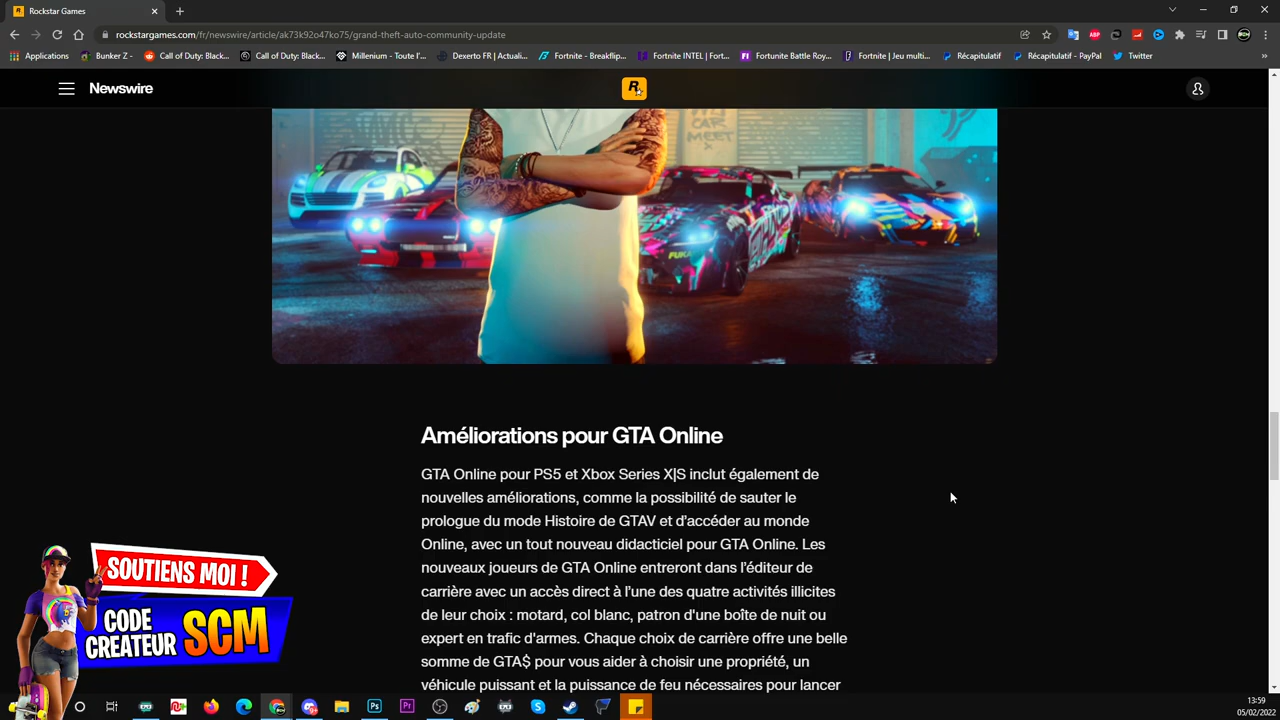 Rockstar Games
rockstargames.com/fr/newswire/article/ak73k92o47ko75/grand-theft-auto-community-update
Applications
Bunker Z -
Call of Duty: Black...
Call of Duty: Black...
Millenium - Toute l'...
Dexerto FR | Actuali...
Fortnite - Breakflip...
Fortnite INTEL | Fort...
Fortunite Battle Roy...
Fortnite | Jeu multi...
Récapitulatif
Récapitulatif - PayPal
Twitter
Newswire
CAR
MEET
FUKA
Améliorations pour GTA Online
GTA Online pour PS5 et Xbox Series X|S inclut également de
nouvelles améliorations, comme la possibilité de sauter le
prologue du mode Histoire de GTAV et d'accéder au monde
Online, avec un tout nouveau didacticiel pour GTA Online. Les
nouveaux joueurs de GTA Online entreront dans l'éditeur de
carrière avec un accès direct à l'une des quatre activités illicites
de leur choix : motard, col blanc, patron d'une boîte de nuit ou
expert en trafic d'armes. Chaque choix de carrière offre une belle
somme de GTA$ pour vous aider à choisir une propriété, un
véhicule puissant et la puissance de feu nécessaires pour lancer
SOUTIENS MOI !
CODE
CREATEUR SCM
13:59
05/02/2022